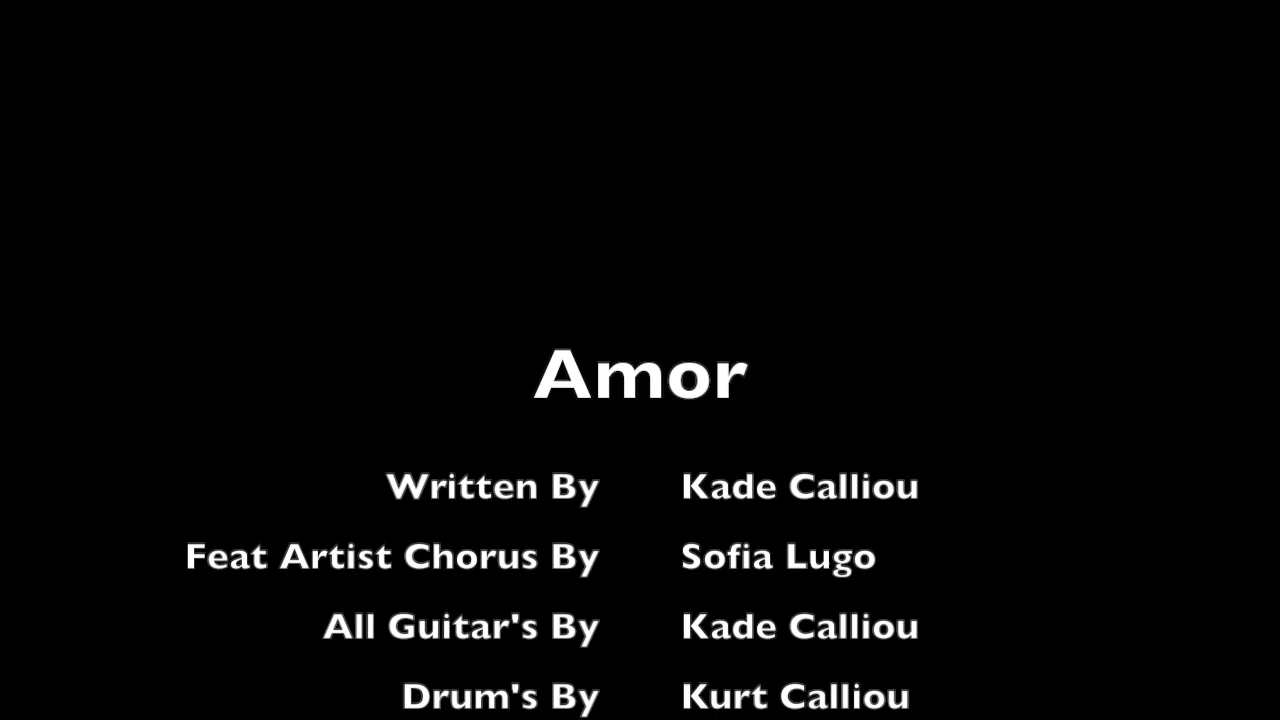 Amor
Written By Kade Calliou
Feat Artist Chorus By Sofia Lugo
All Guitar's By Kade Calliou
Drum's By Kurt Calliou